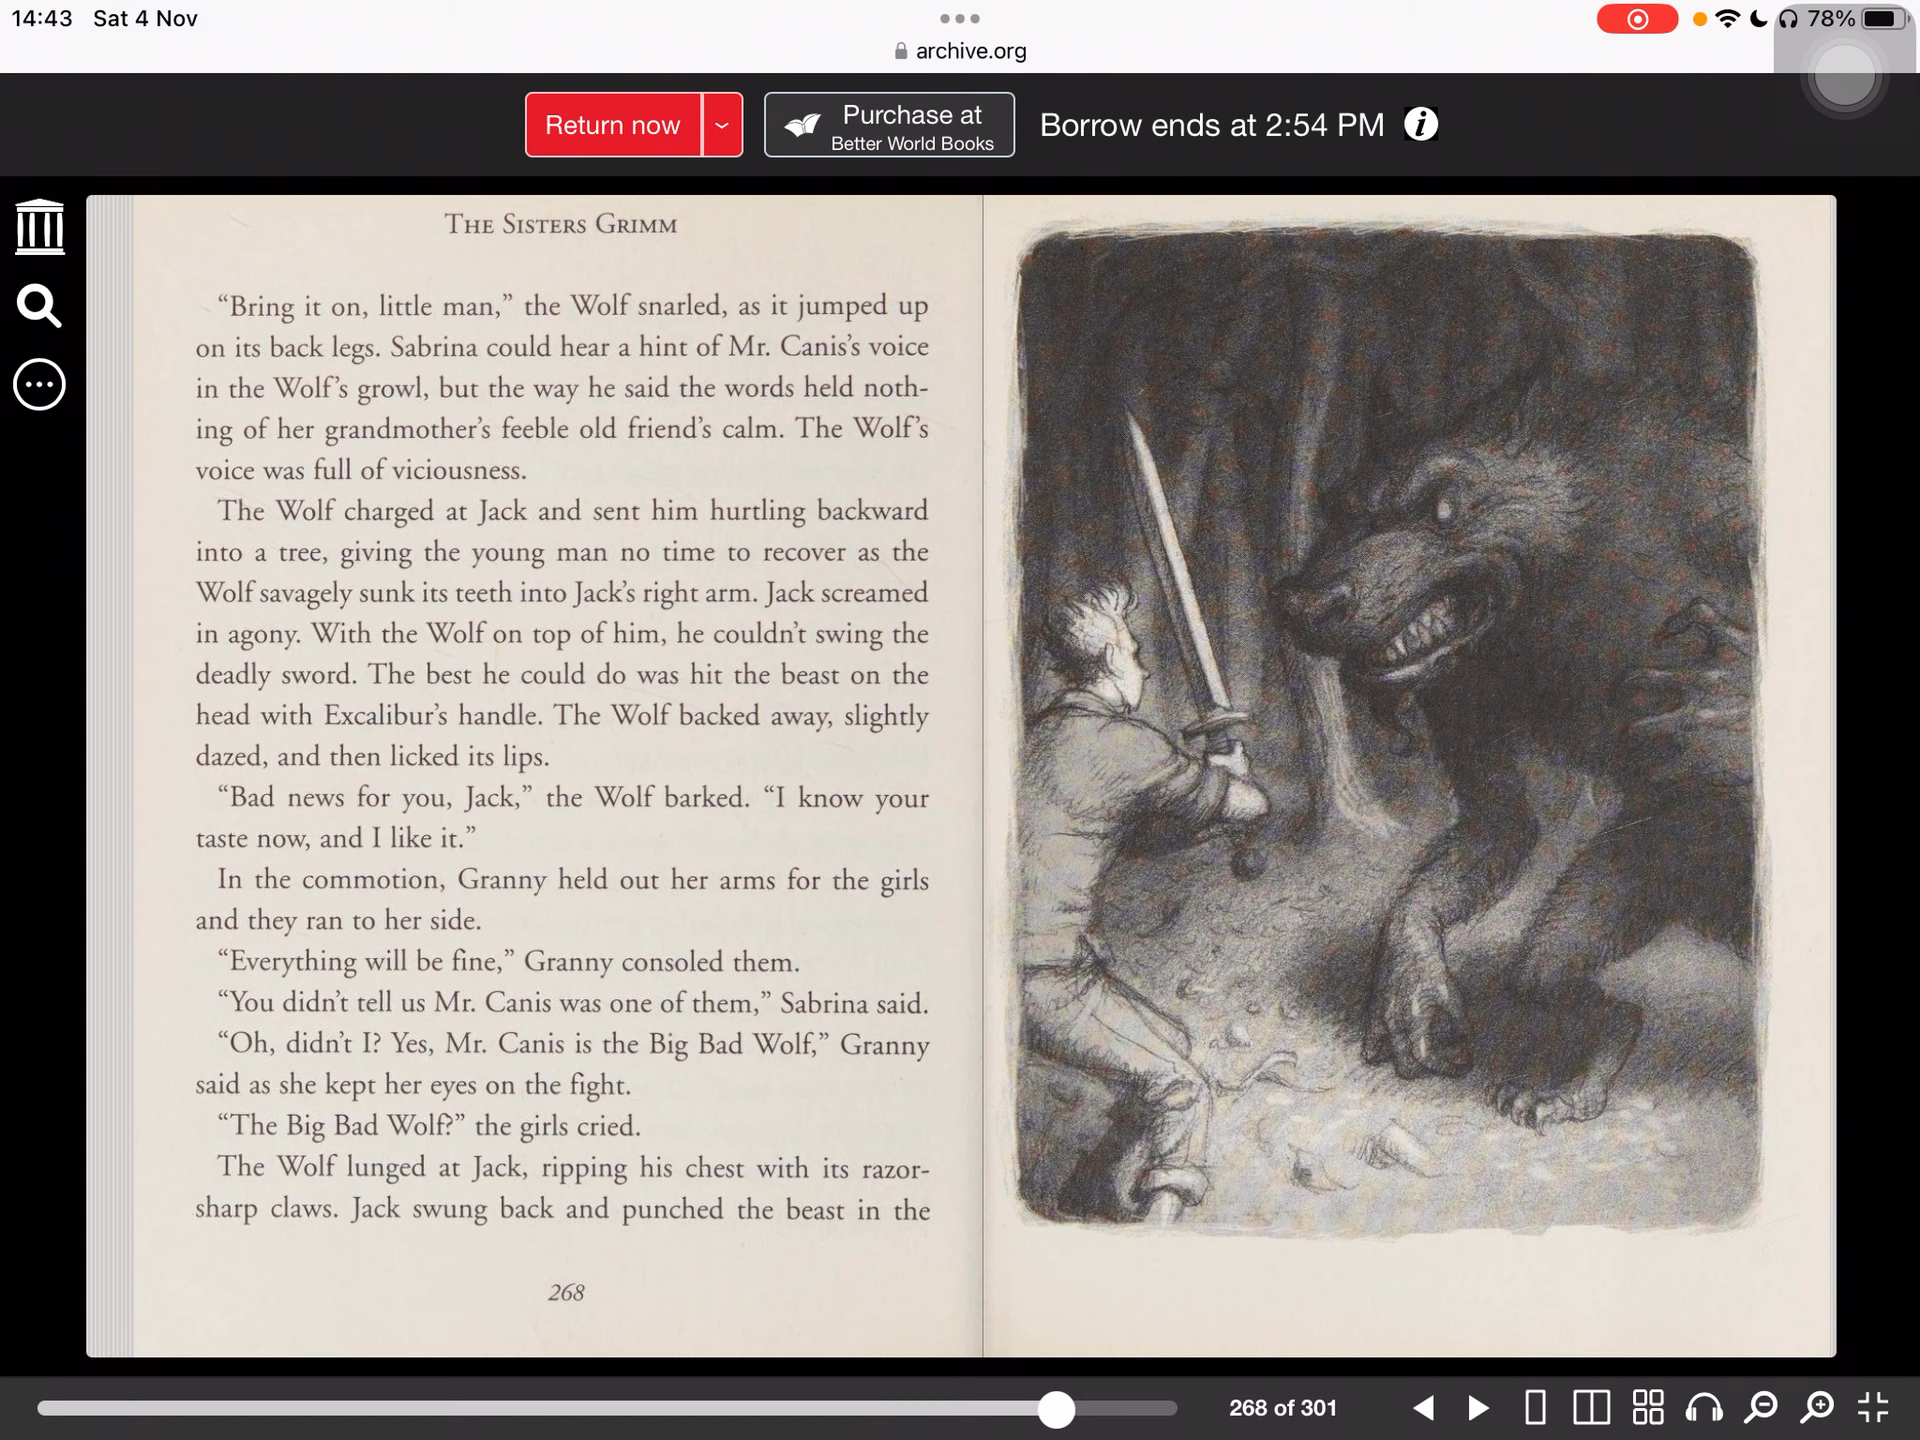 14:43 Sat 4 Nov
78%
archive.org
Return now
Purchase at
Better World Books
Borrow ends at 2:54 PM
THE SISTERS GRIMM
“Bring it on, little man,” the Wolf snarled, as it jumped up
on its back legs. Sabrina could hear a hint of Mr. Canis’s voice
in the Wolf’s growl, but the way he said the words held noth-
ing of her grandmother’s feeble old friend’s calm. The Wolf’s
voice was full of viciousness.
The Wolf charged at Jack and sent him hurtling backward
into a tree, giving the young man no time to recover as the
Wolf savagely sunk its teeth into Jack’s right arm. Jack screamed
in agony. With the Wolf on top of him, he couldn’t swing the
deadly sword. The best he could do was hit the beast on the
head with Excalibur’s handle. The Wolf backed away, slightly
dazed, and then licked its lips.
“Bad news for you, Jack,” the Wolf barked. “I know your
taste now, and I like it.”
In the commotion, Granny held out her arms for the girls
and they ran to her side.
“Everything will be fine,” Granny consoled them.
“You didn’t tell us Mr. Canis was one of them,” Sabrina said.
“Oh, didn’t I? Yes, Mr. Canis is the Big Bad Wolf,” Granny
said as she kept her eyes on the fight.
“The Big Bad Wolf?” the girls cried.
The Wolf lunged at Jack, ripping his chest with its razor-
sharp claws. Jack swung back and punched the beast in the
268
268 of 301